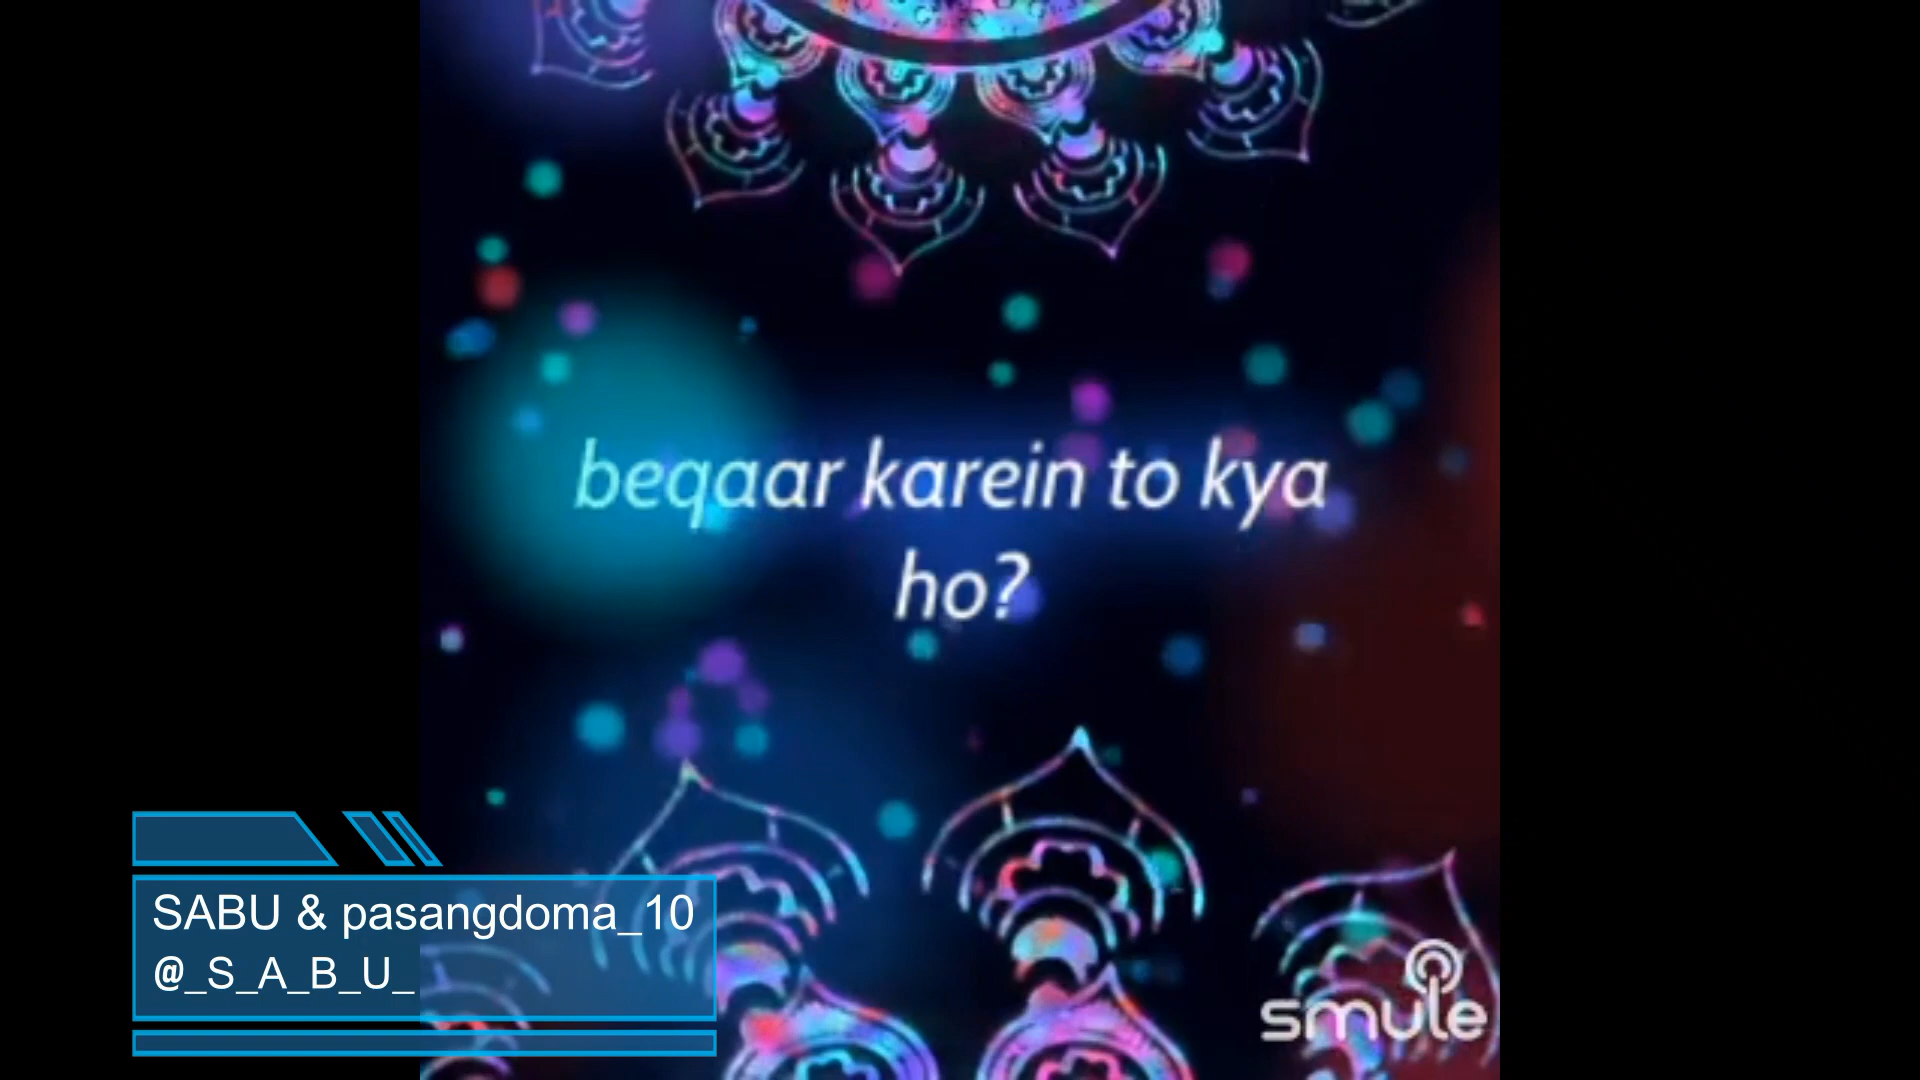 beqaar karein to kya
ho?
SABU & pasangdoma_10
@_S_A_B_U_
smule